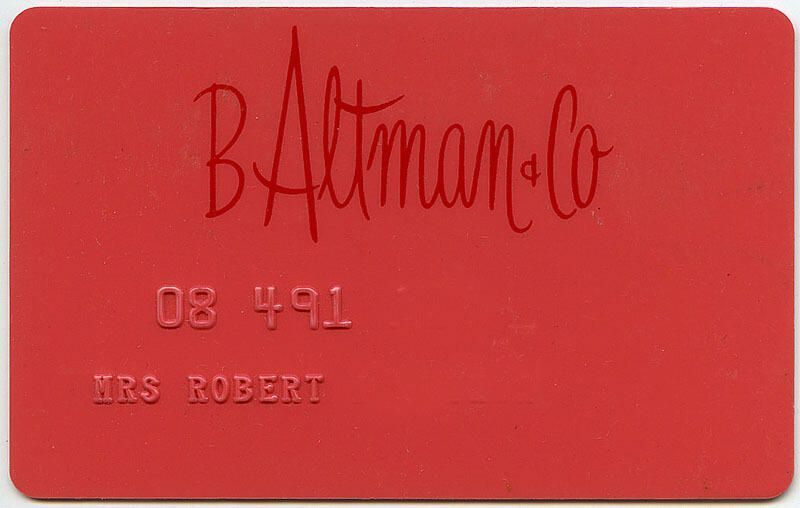 B Altman & Co
08 491
MRS ROBERT